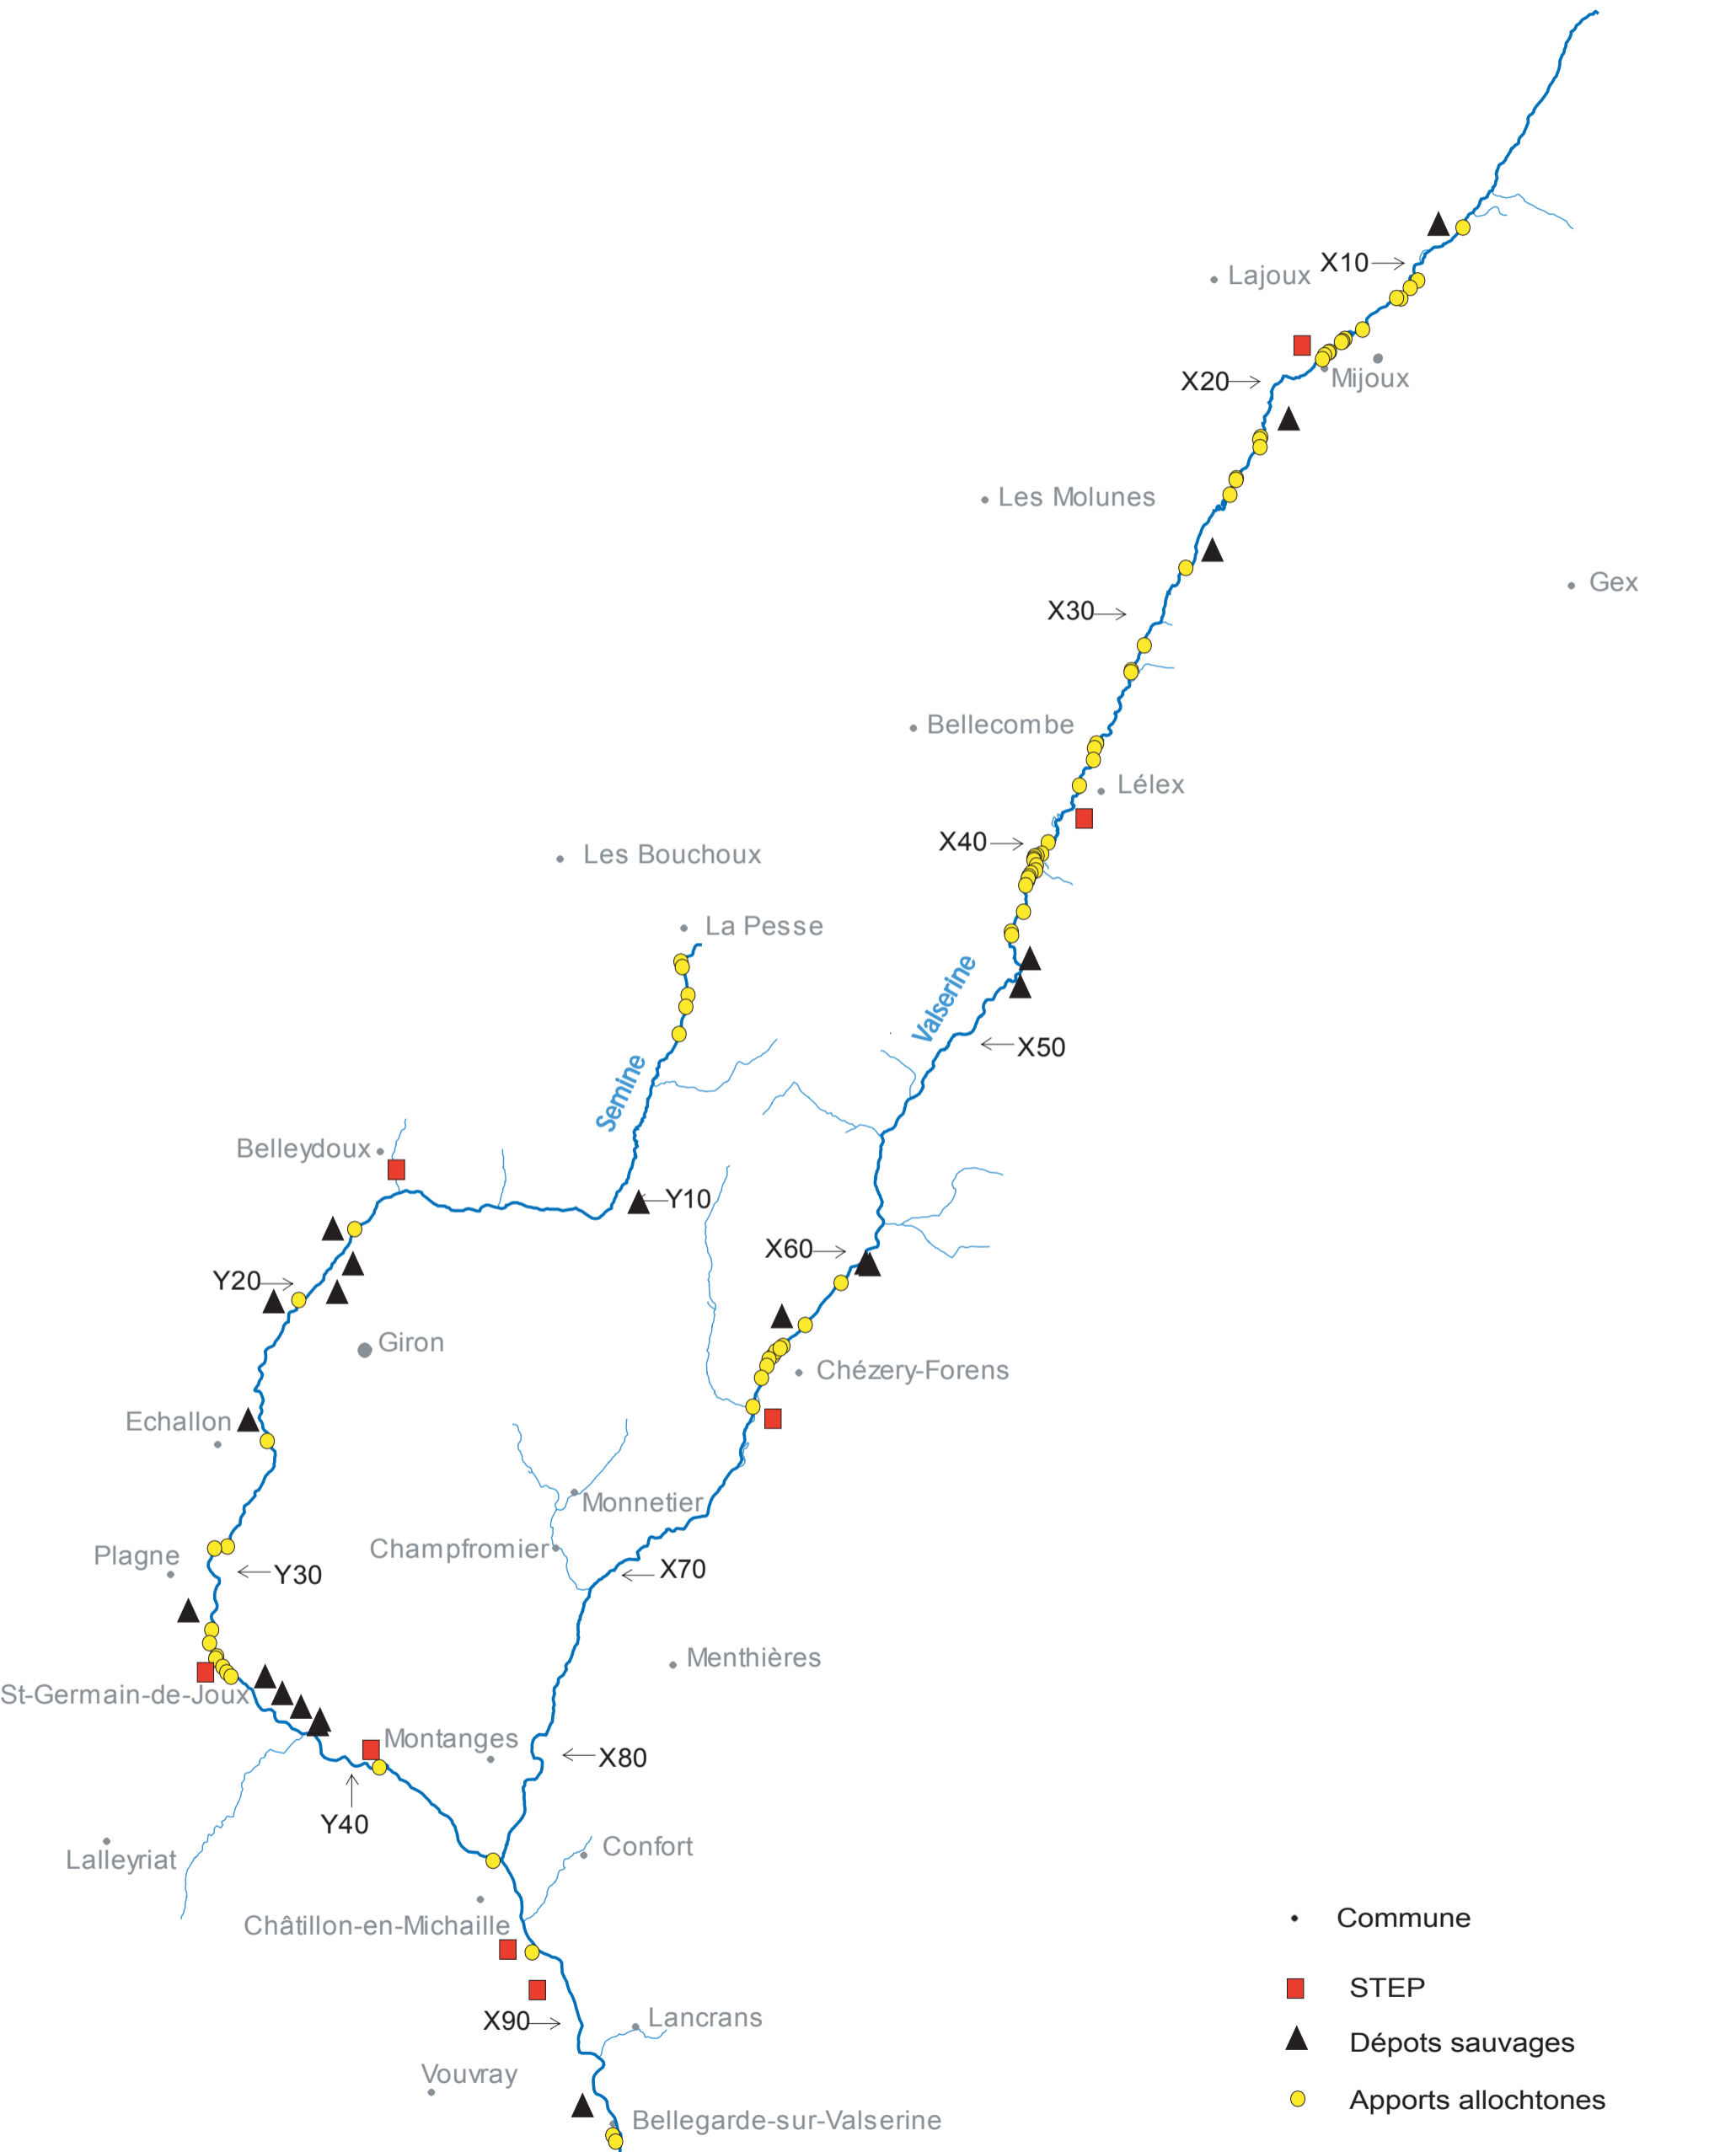 X10
Lajoux
Mijoux
X20
Les Molunes
Gex
X30
Bellecombe
Lélex
X40
Les Bouchoux
La Pesse
Valserine
X50
Semine
Belleydoux
Y10
X60
Y20
Giron
Chézery-Forens
Echallon
Monnetier
Champfromier
Plagne
X70
Y30
Menthières
St-Germain-de-Joux
Montanges
X80
Y40
Confort
Lalleyriat
Châtillon-en-Michaille
X90
Lancrans
Vouvray
Bellegarde-sur-Valserine
Commune
STEP
Dépots sauvages
Apports allochtones